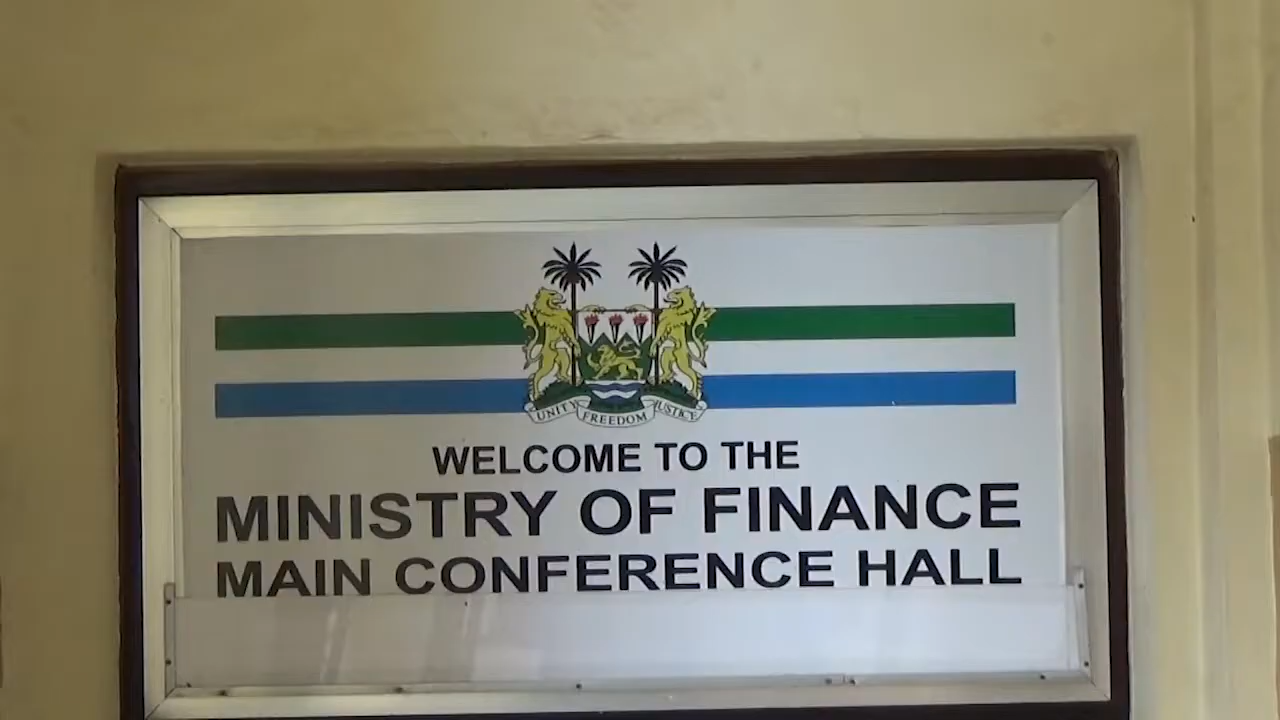 UNITY FREEDOM JUSTICE
WELCOME TO THE
MINISTRY OF FINANCE
MAIN CONFERENCE HALL